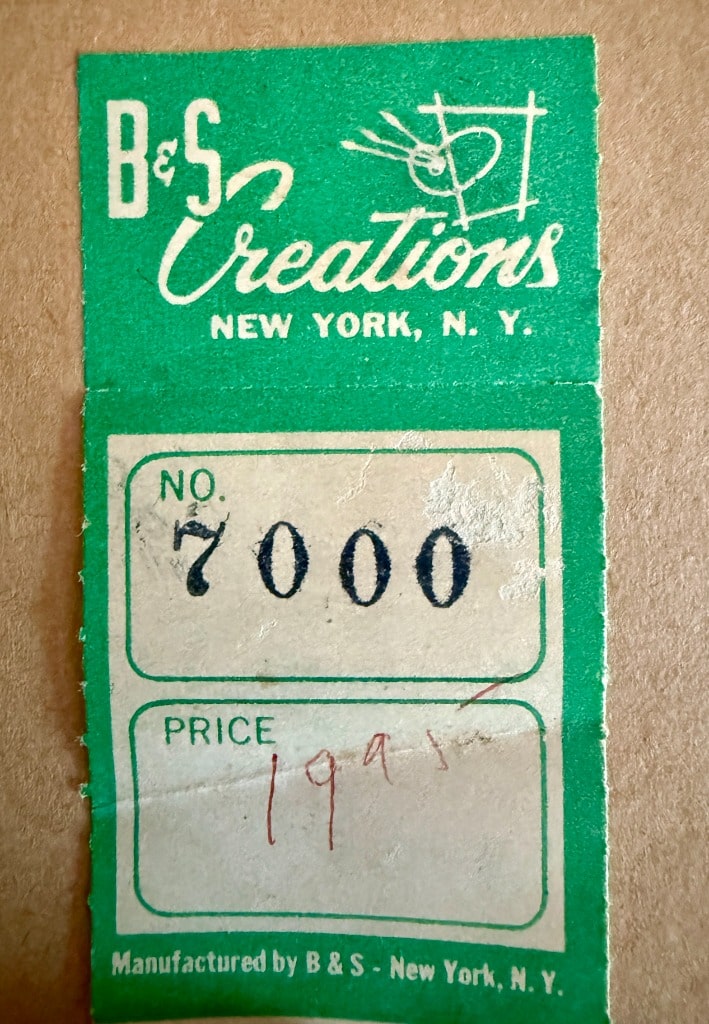 B&S
Creations
NEW YORK, N. Y.
NO.
7000
PRICE
1995
Manufactured by B & S - New York, N. Y.